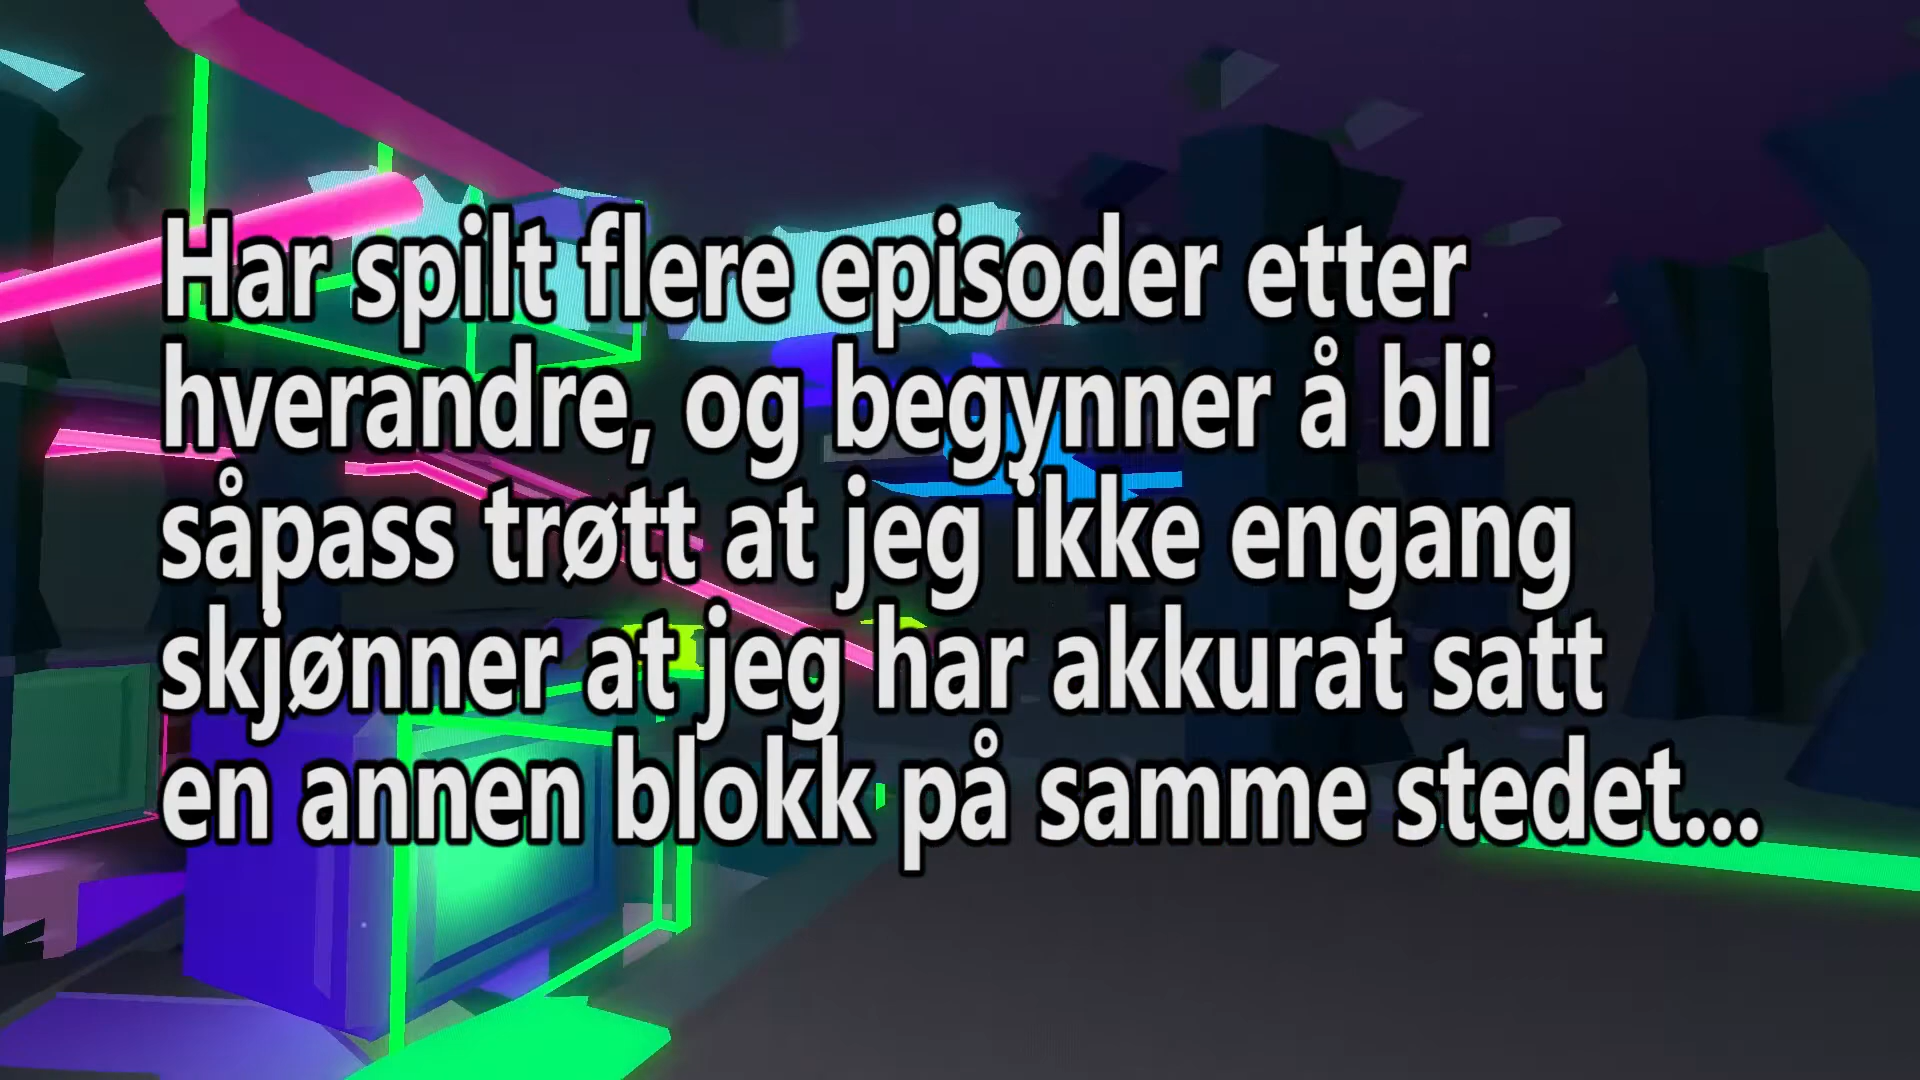 Har spilt flere episoder etter
hverandre, og begynner å bli
såpass trøtt at jeg ikke engang
skjønner at jeg har akkurat satt
en annen blokk på samme stedet...